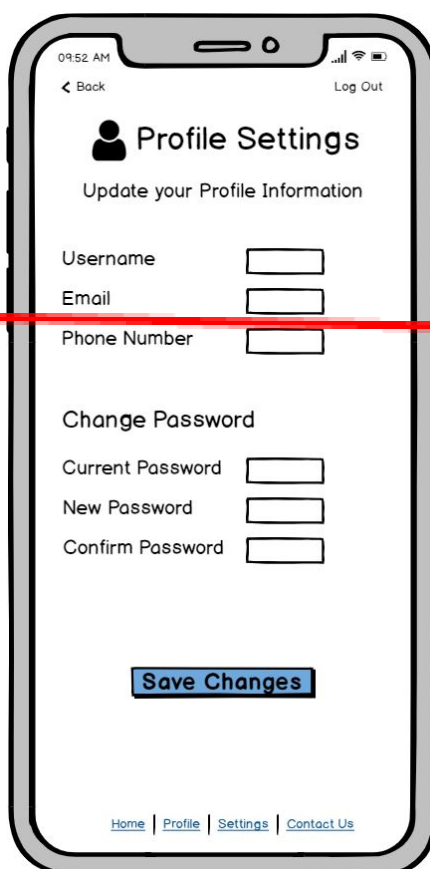 09:52 AM
Back Log Out
Profile Settings
Update your Profile Information
Username
Email
Phone Number
Change Password
Current Password
New Password
Confirm Password
Save Changes
Home | Profile | Settings | Contact Us